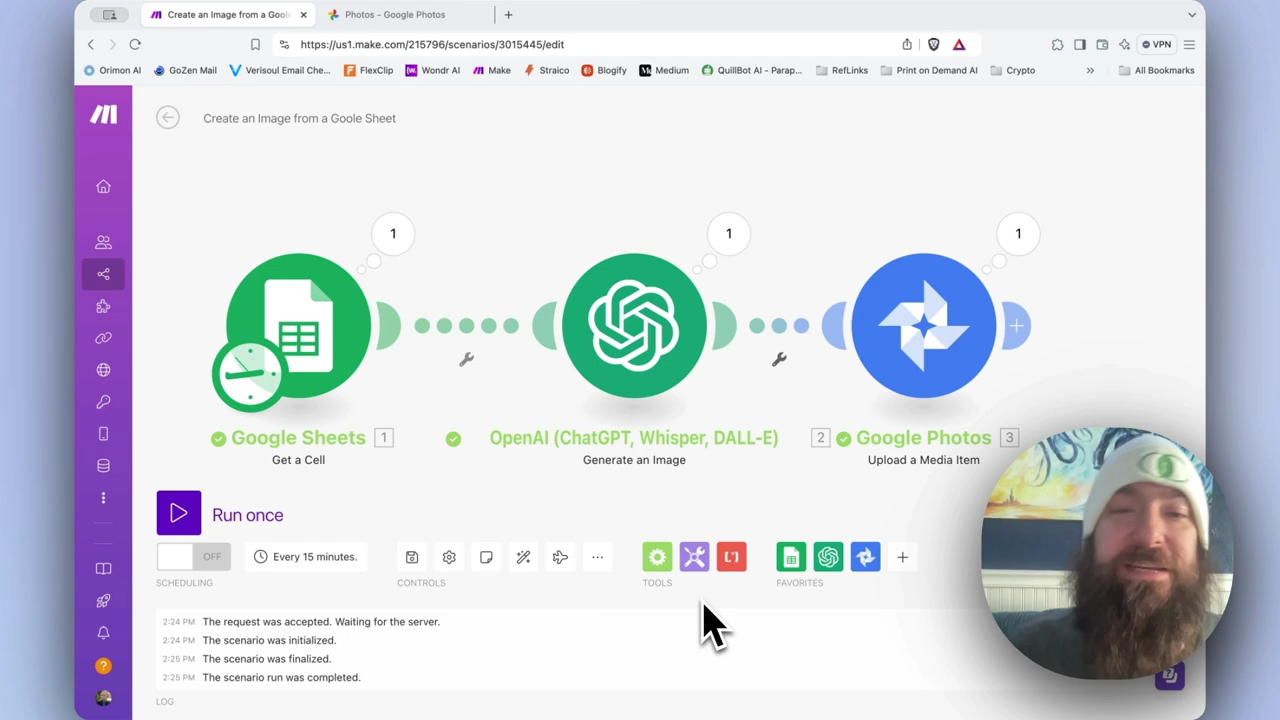 Create an Image from a Googl
Photos - Google Photos
https://us1.make.com/215796/scenarios/3015445/edit
VPN
Orimon AI
GoZen Mail
Verisoul Email Che...
FlexClip
Wondr AI
Make
Straico
Blogify
Medium
QuillBot AI - Parap...
RefLinks
Print on Demand AI
Crypto
»
All Bookmarks
Create an Image from a Goole Sheet
1
1
1
Google Sheets 1
Get a Cell
OpenAI (ChatGPT, Whisper, DALL-E) 2
Generate an Image
Google Photos 3
Upload a Media Item
Run once
OFF
Every 15 minutes.
SCHEDULING
CONTROLS
TOOLS
FAVORITES
2:24 PM The request was accepted. Waiting for the server.
2:24 PM The scenario was initialized.
2:25 PM The scenario was finalized.
2:25 PM The scenario run was completed.
LOG